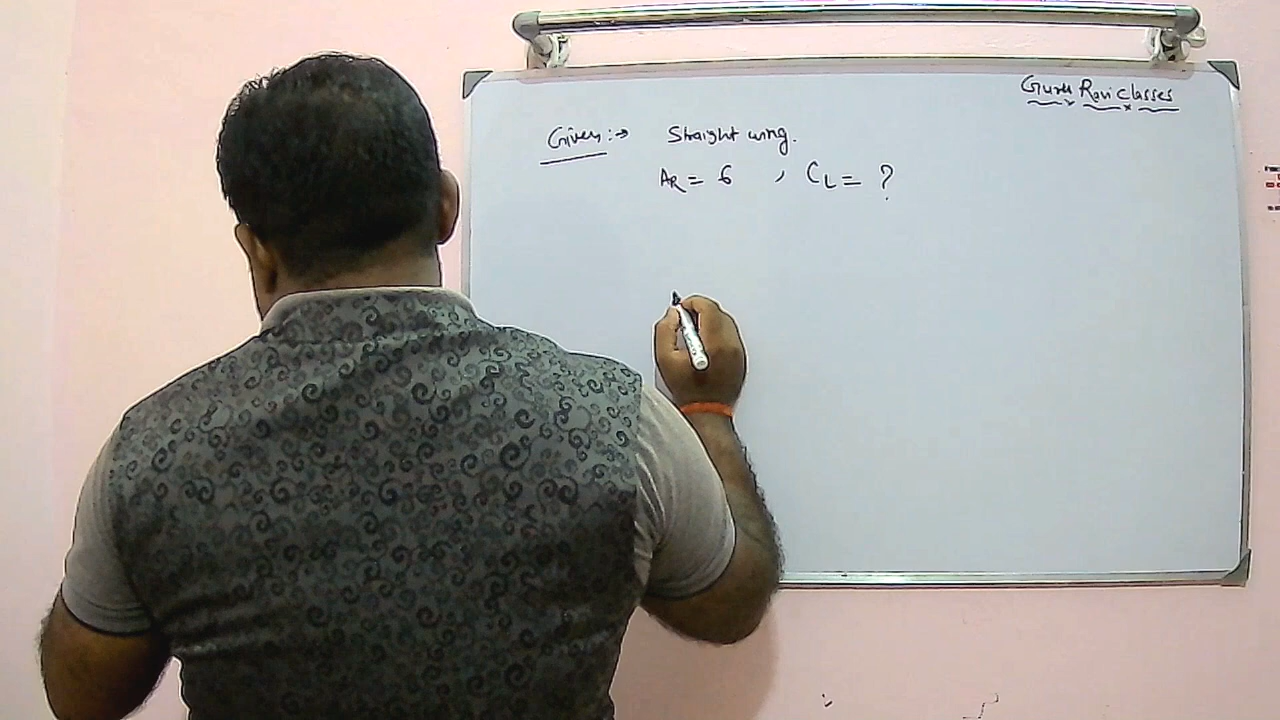 Guru Ravi Classes
Given:→ Straight wing.
AR = 6 , CL = ?